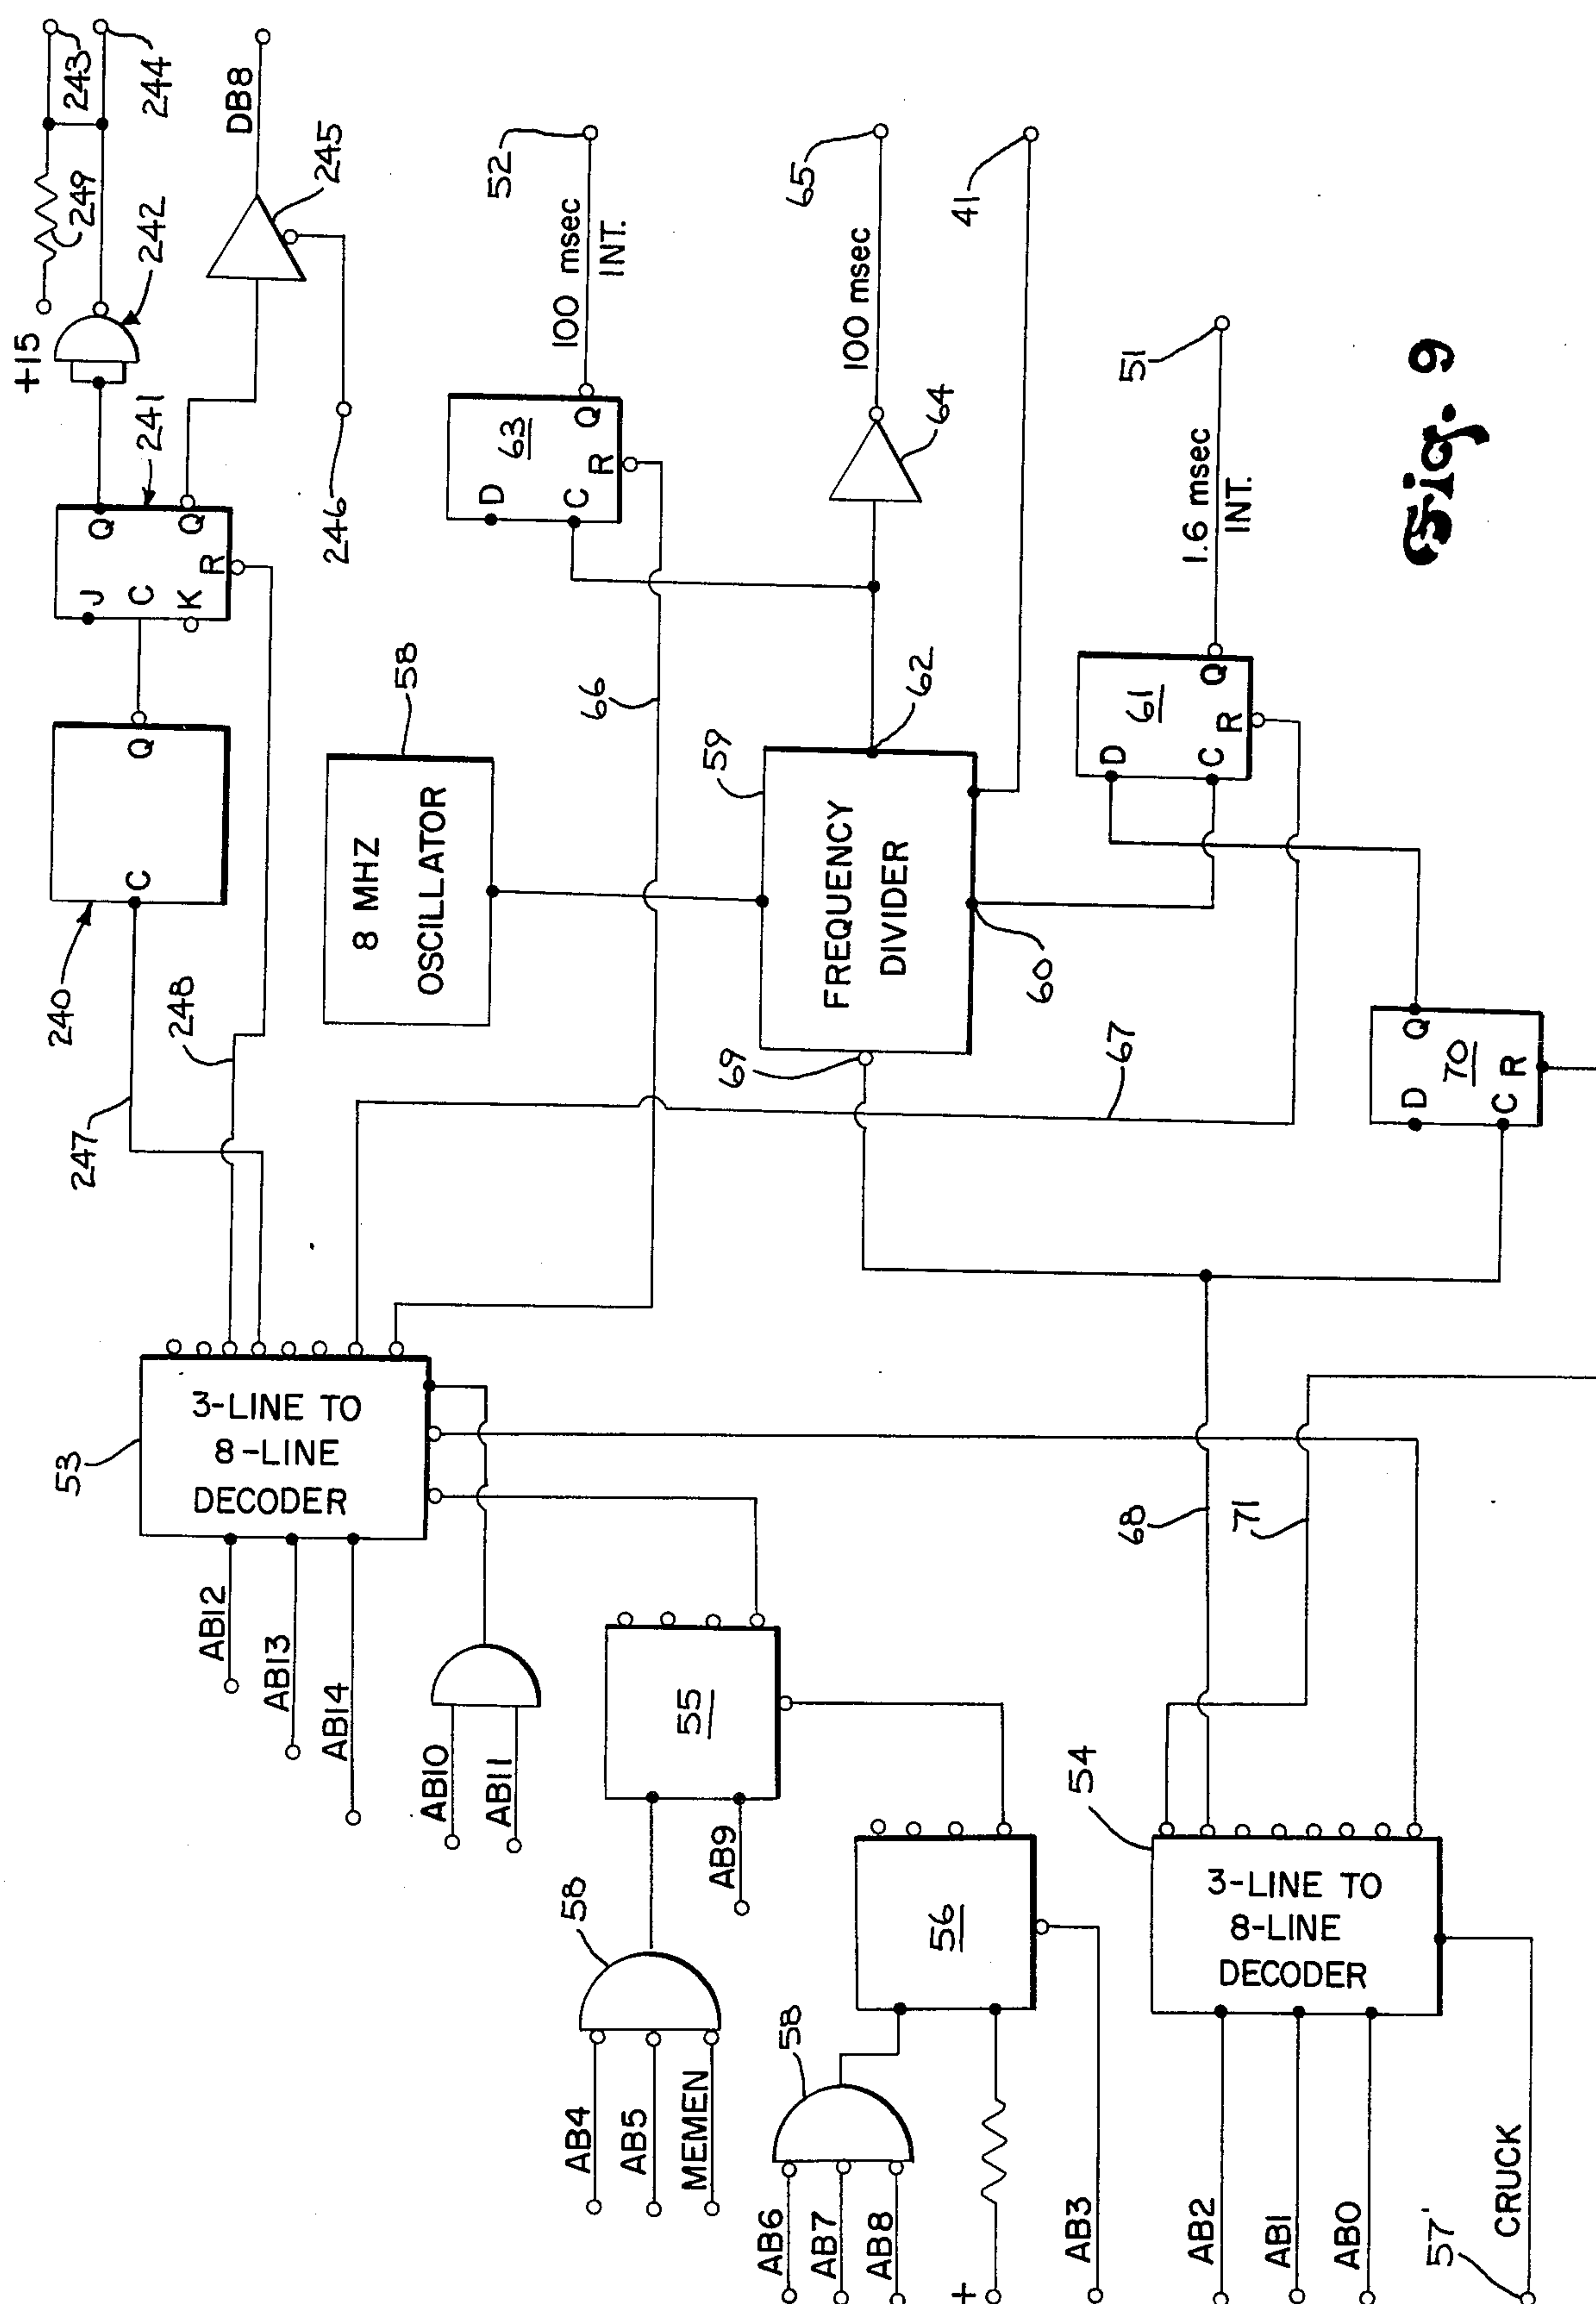 +15
249
243
244
242
241
J
C
K
Q
Q
R
DB8
245
246
240
C
Q
247
248
58
8 MHZ
OSCILLATOR
63
D
C
Q
R
100 msec
INT.
52
66
59
FREQUENCY
DIVIDER
69
60
62
64
100 msec
65
41
61
D
C
Q
R
1.6 msec
INT.
51
67
70
D
C
Q
R
53
3-LINE TO
8-LINE
DECODER
AB12
AB13
AB14
AB10
AB11
55
AB9
58
AB4
AB5
MEMEN
56
58
AB6
AB7
AB8
+
AB3
54
3-LINE TO
8-LINE
DECODER
68
71
AB2
AB1
AB0
57'
CRUCK
Fig. 9